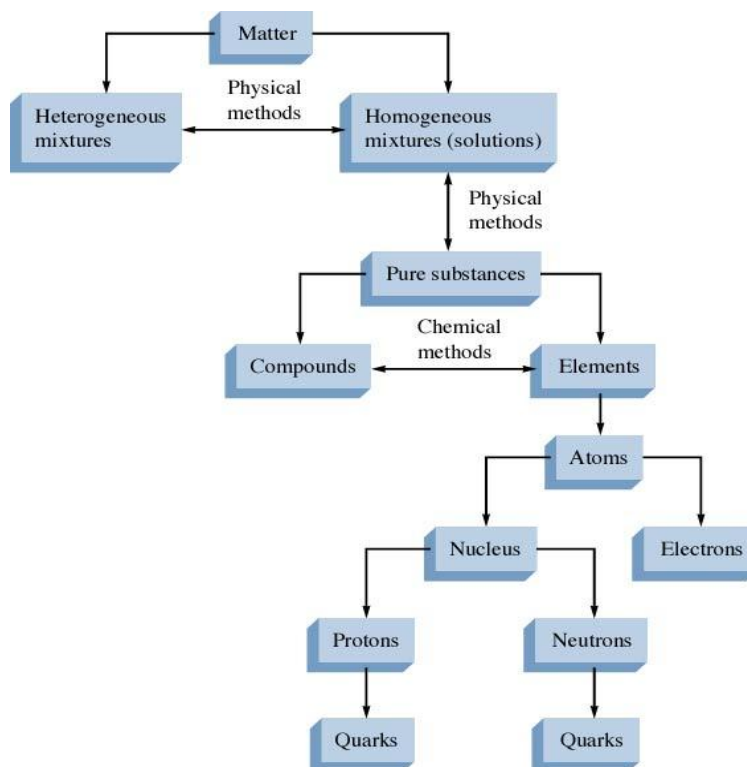 Matter
Physical
methods
Heterogeneous
mixtures
Homogeneous
mixtures (solutions)
Physical
methods
Pure substances
Chemical
methods
Compounds
Elements
Atoms
Nucleus
Electrons
Protons
Neutrons
Quarks
Quarks